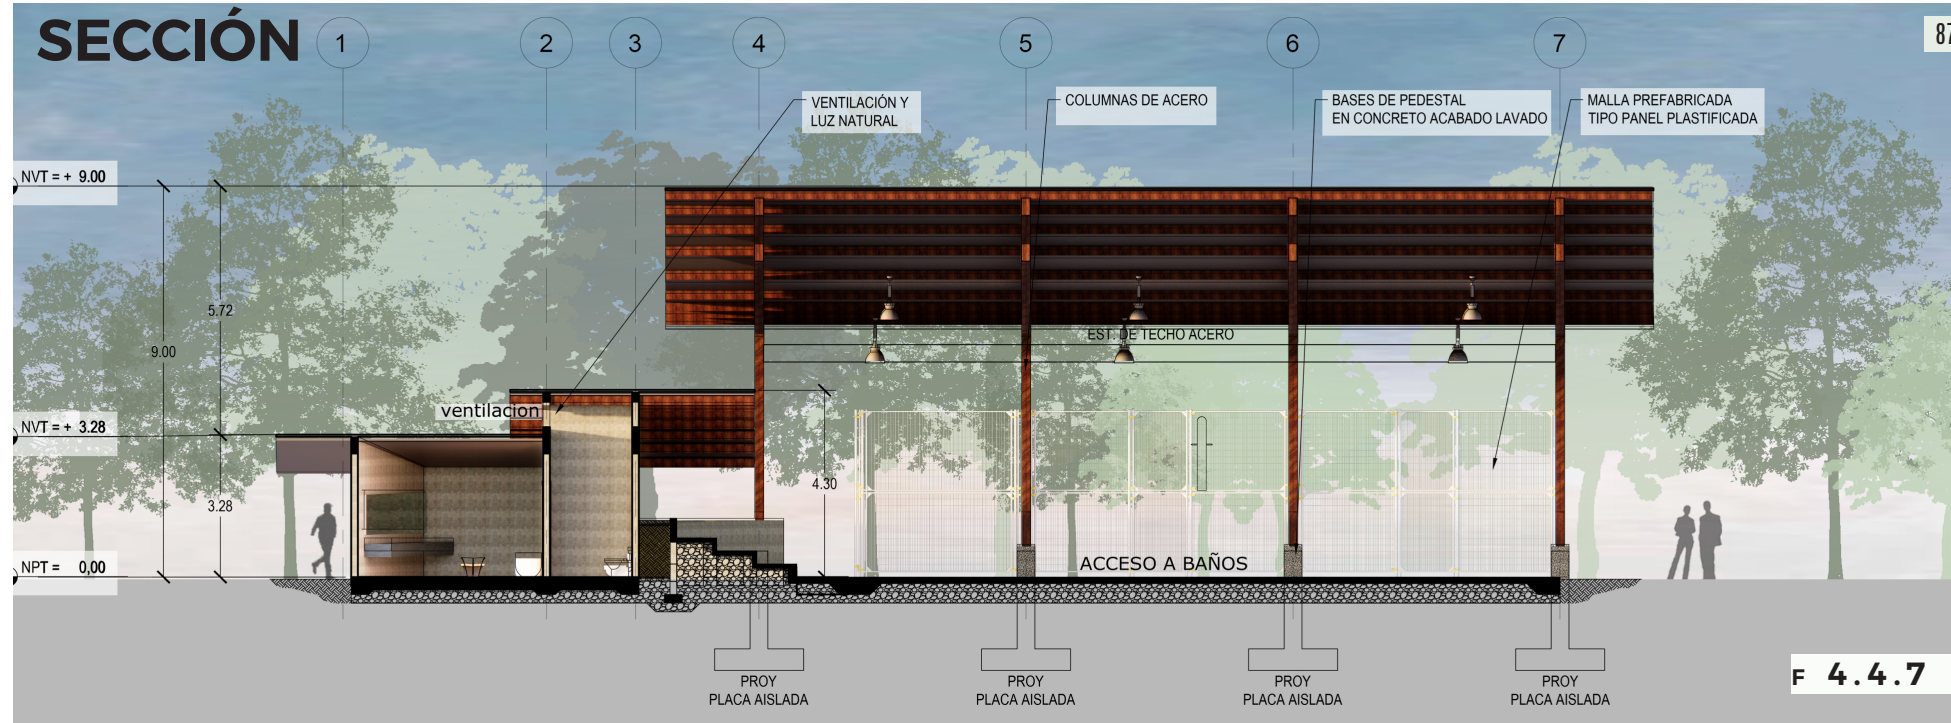 SECCIÓN
1
2
3
4
5
6
7
87
VENTILACIÓN Y
LUZ NATURAL
COLUMNAS DE ACERO
BASES DE PEDESTAL
EN CONCRETO ACABADO LAVADO
MALLA PREFABRICADA
TIPO PANEL PLASTIFICADA
NVT = + 9.00
5.72
9.00
EST. DE TECHO ACERO
ventilacion
NVT = + 3.28
3.28
4.30
NPT = 0,00
ACCESO A BAÑOS
PROY
PLACA AISLADA
PROY
PLACA AISLADA
PROY
PLACA AISLADA
PROY
PLACA AISLADA
F 4.4.7